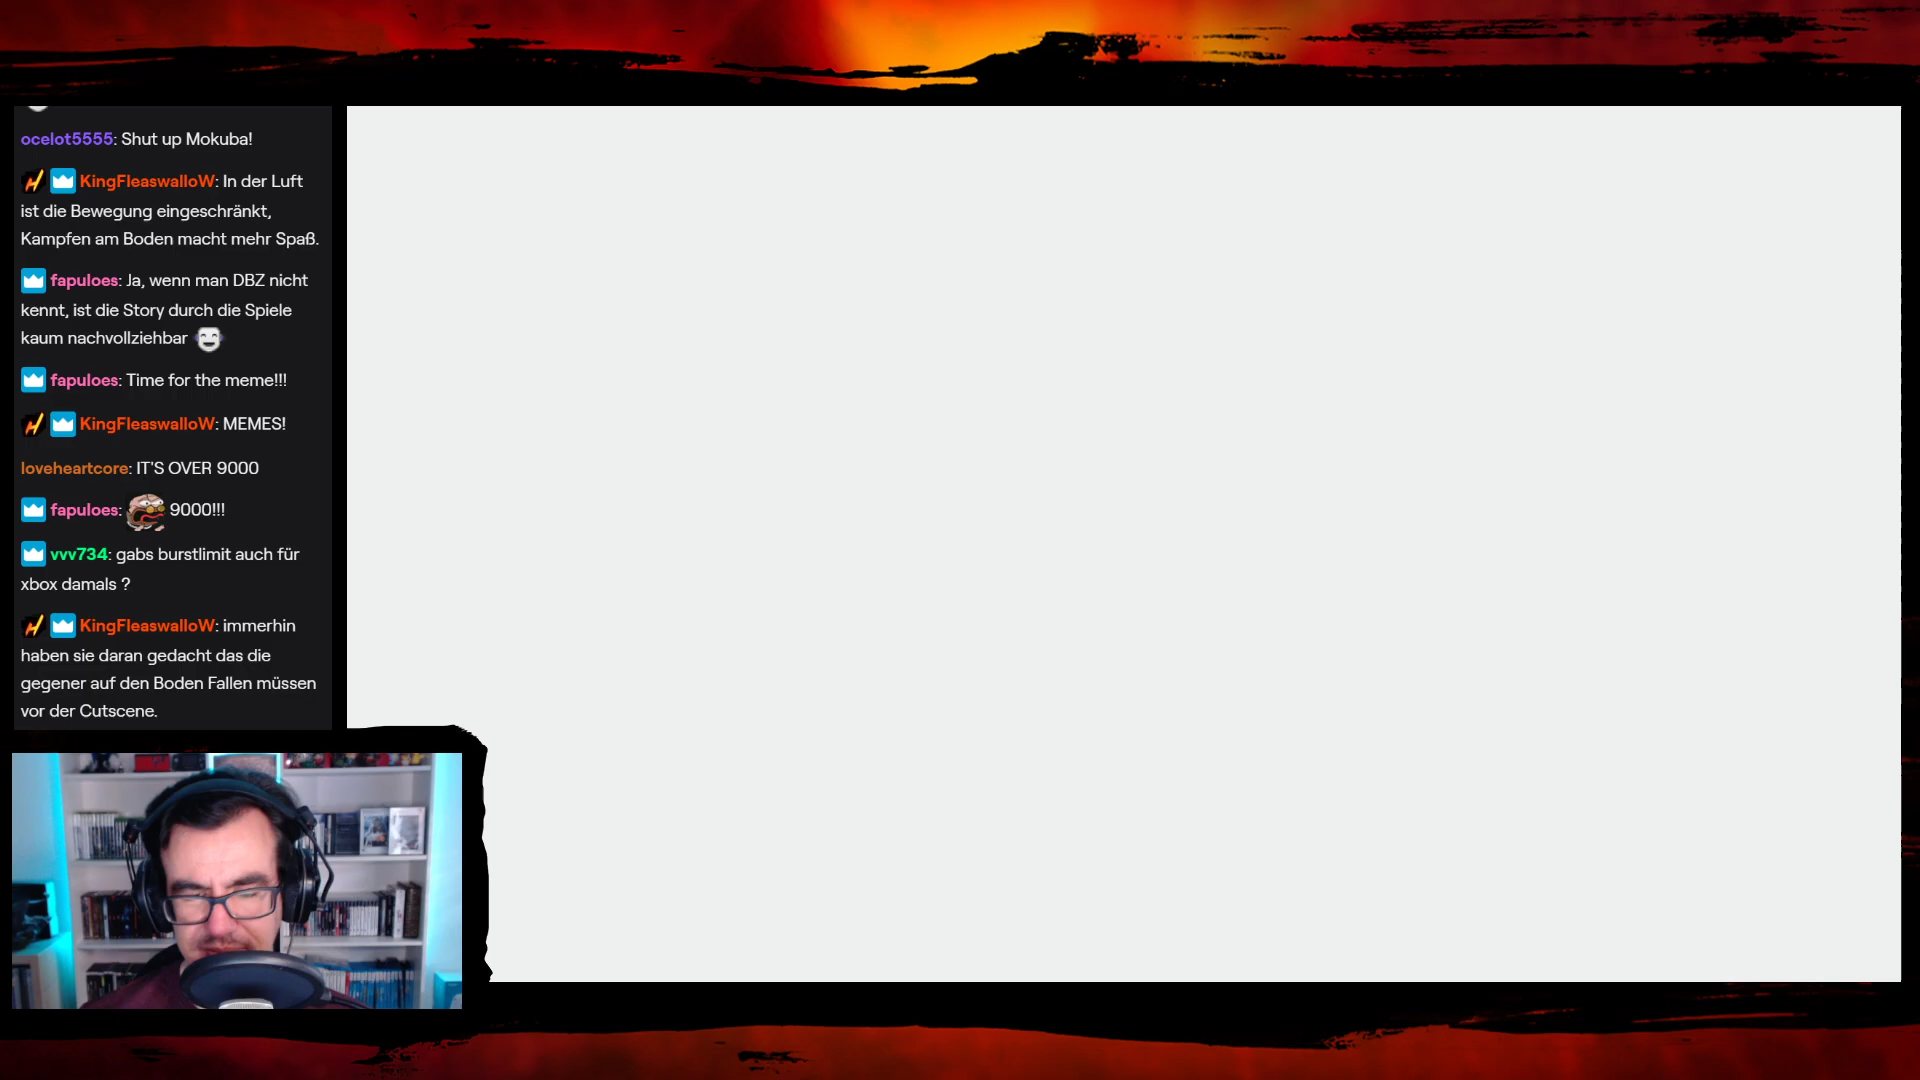 ocelot5555: Shut up Mokuba!
KingFleaswalloW: In der Luft
ist die Bewegung eingeschränkt,
Kampfen am Boden macht mehr Spaß.
fapuloes: Ja, wenn man DBZ nicht
kennt, ist die Story durch die Spiele
kaum nachvollziehbar
fapuloes: Time for the meme!!!
KingFleaswalloW: MEMES!
loveheartcore: IT'S OVER 9000
fapuloes: 9000!!!
vvv734: gabs burstlimit auch für
xbox damals ?
KingFleaswalloW: immerhin
haben sie daran gedacht das die
gegener auf den Boden Fallen müssen
vor der Cutscene.